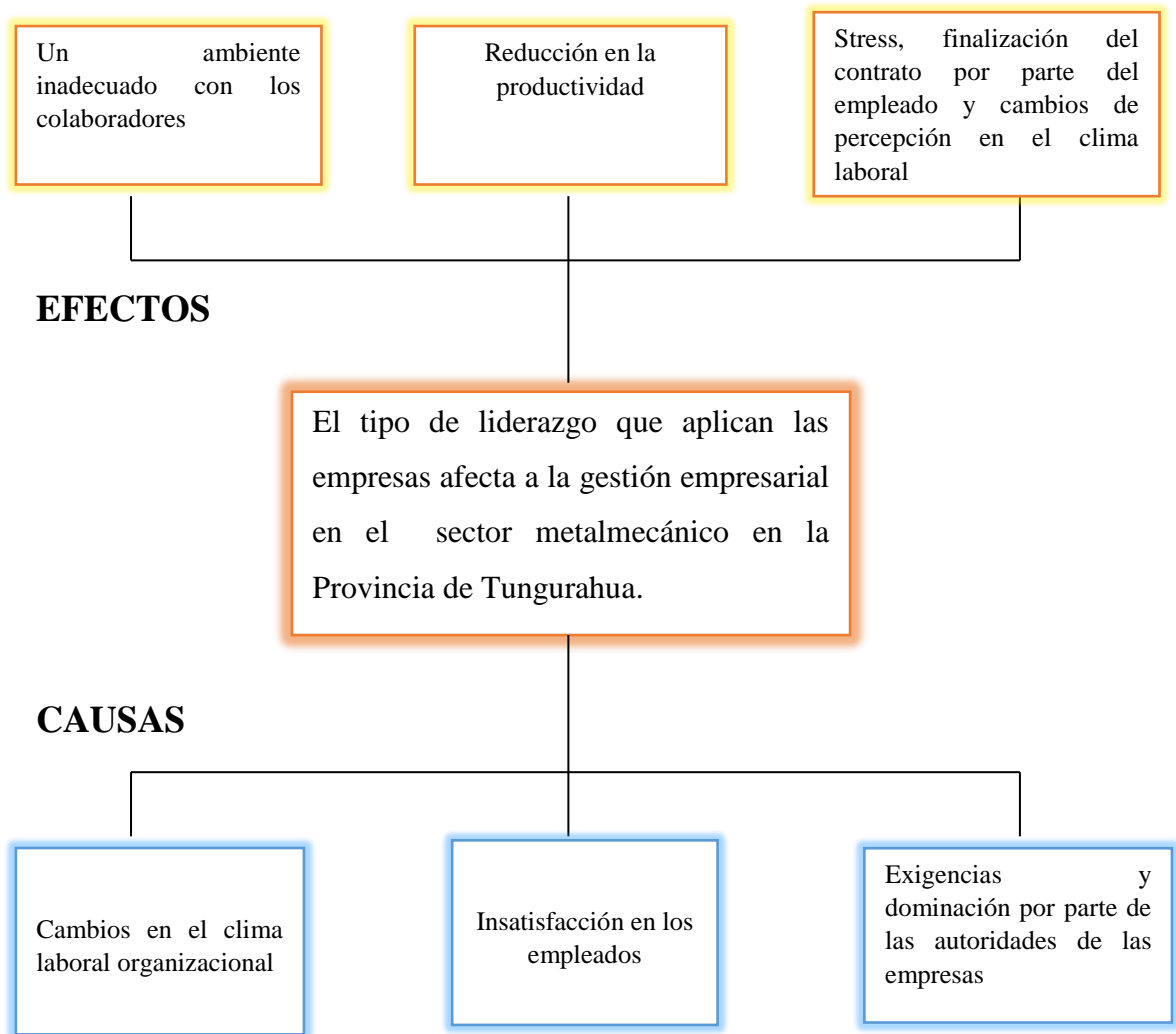 Un ambiente
inadecuado con los
colaboradores
Reducción en la
productividad
Stress, finalización del
contrato por parte del
empleado y cambios de
percepción en el clima
laboral
EFECTOS
El tipo de liderazgo que aplican las
empresas afecta a la gestión empresarial
en el sector metalmecánico en la
Provincia de Tungurahua.
CAUSAS
Cambios en el clima
laboral organizacional
Insatisfacción en los
empleados
Exigencias y
dominación por parte de
las autoridades de las
empresas